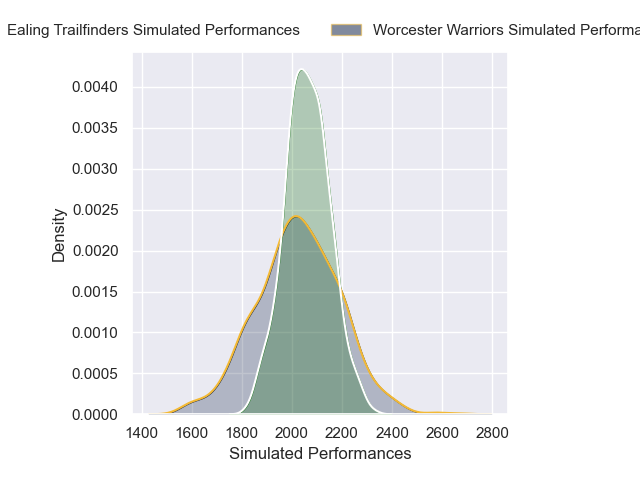 Ealing Trailfinders Simulated Performances Worcester Warriors Simulated Performa
0.0040
0.0035
0.0030
0.0025
0.0020
0.0015
0.0010
0.0005
0.0000
Density
1400 1600 1800 2000 2200 2400 2600 2800
Simulated Performances